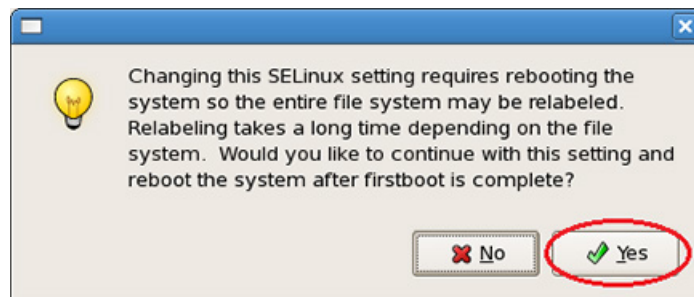 Changing this SELinux setting requires rebooting the
system so the entire file system may be relabeled.
Relabeling takes a long time depending on the file
system.  Would you like to continue with this setting and
reboot the system after firstboot is complete?
No
Yes